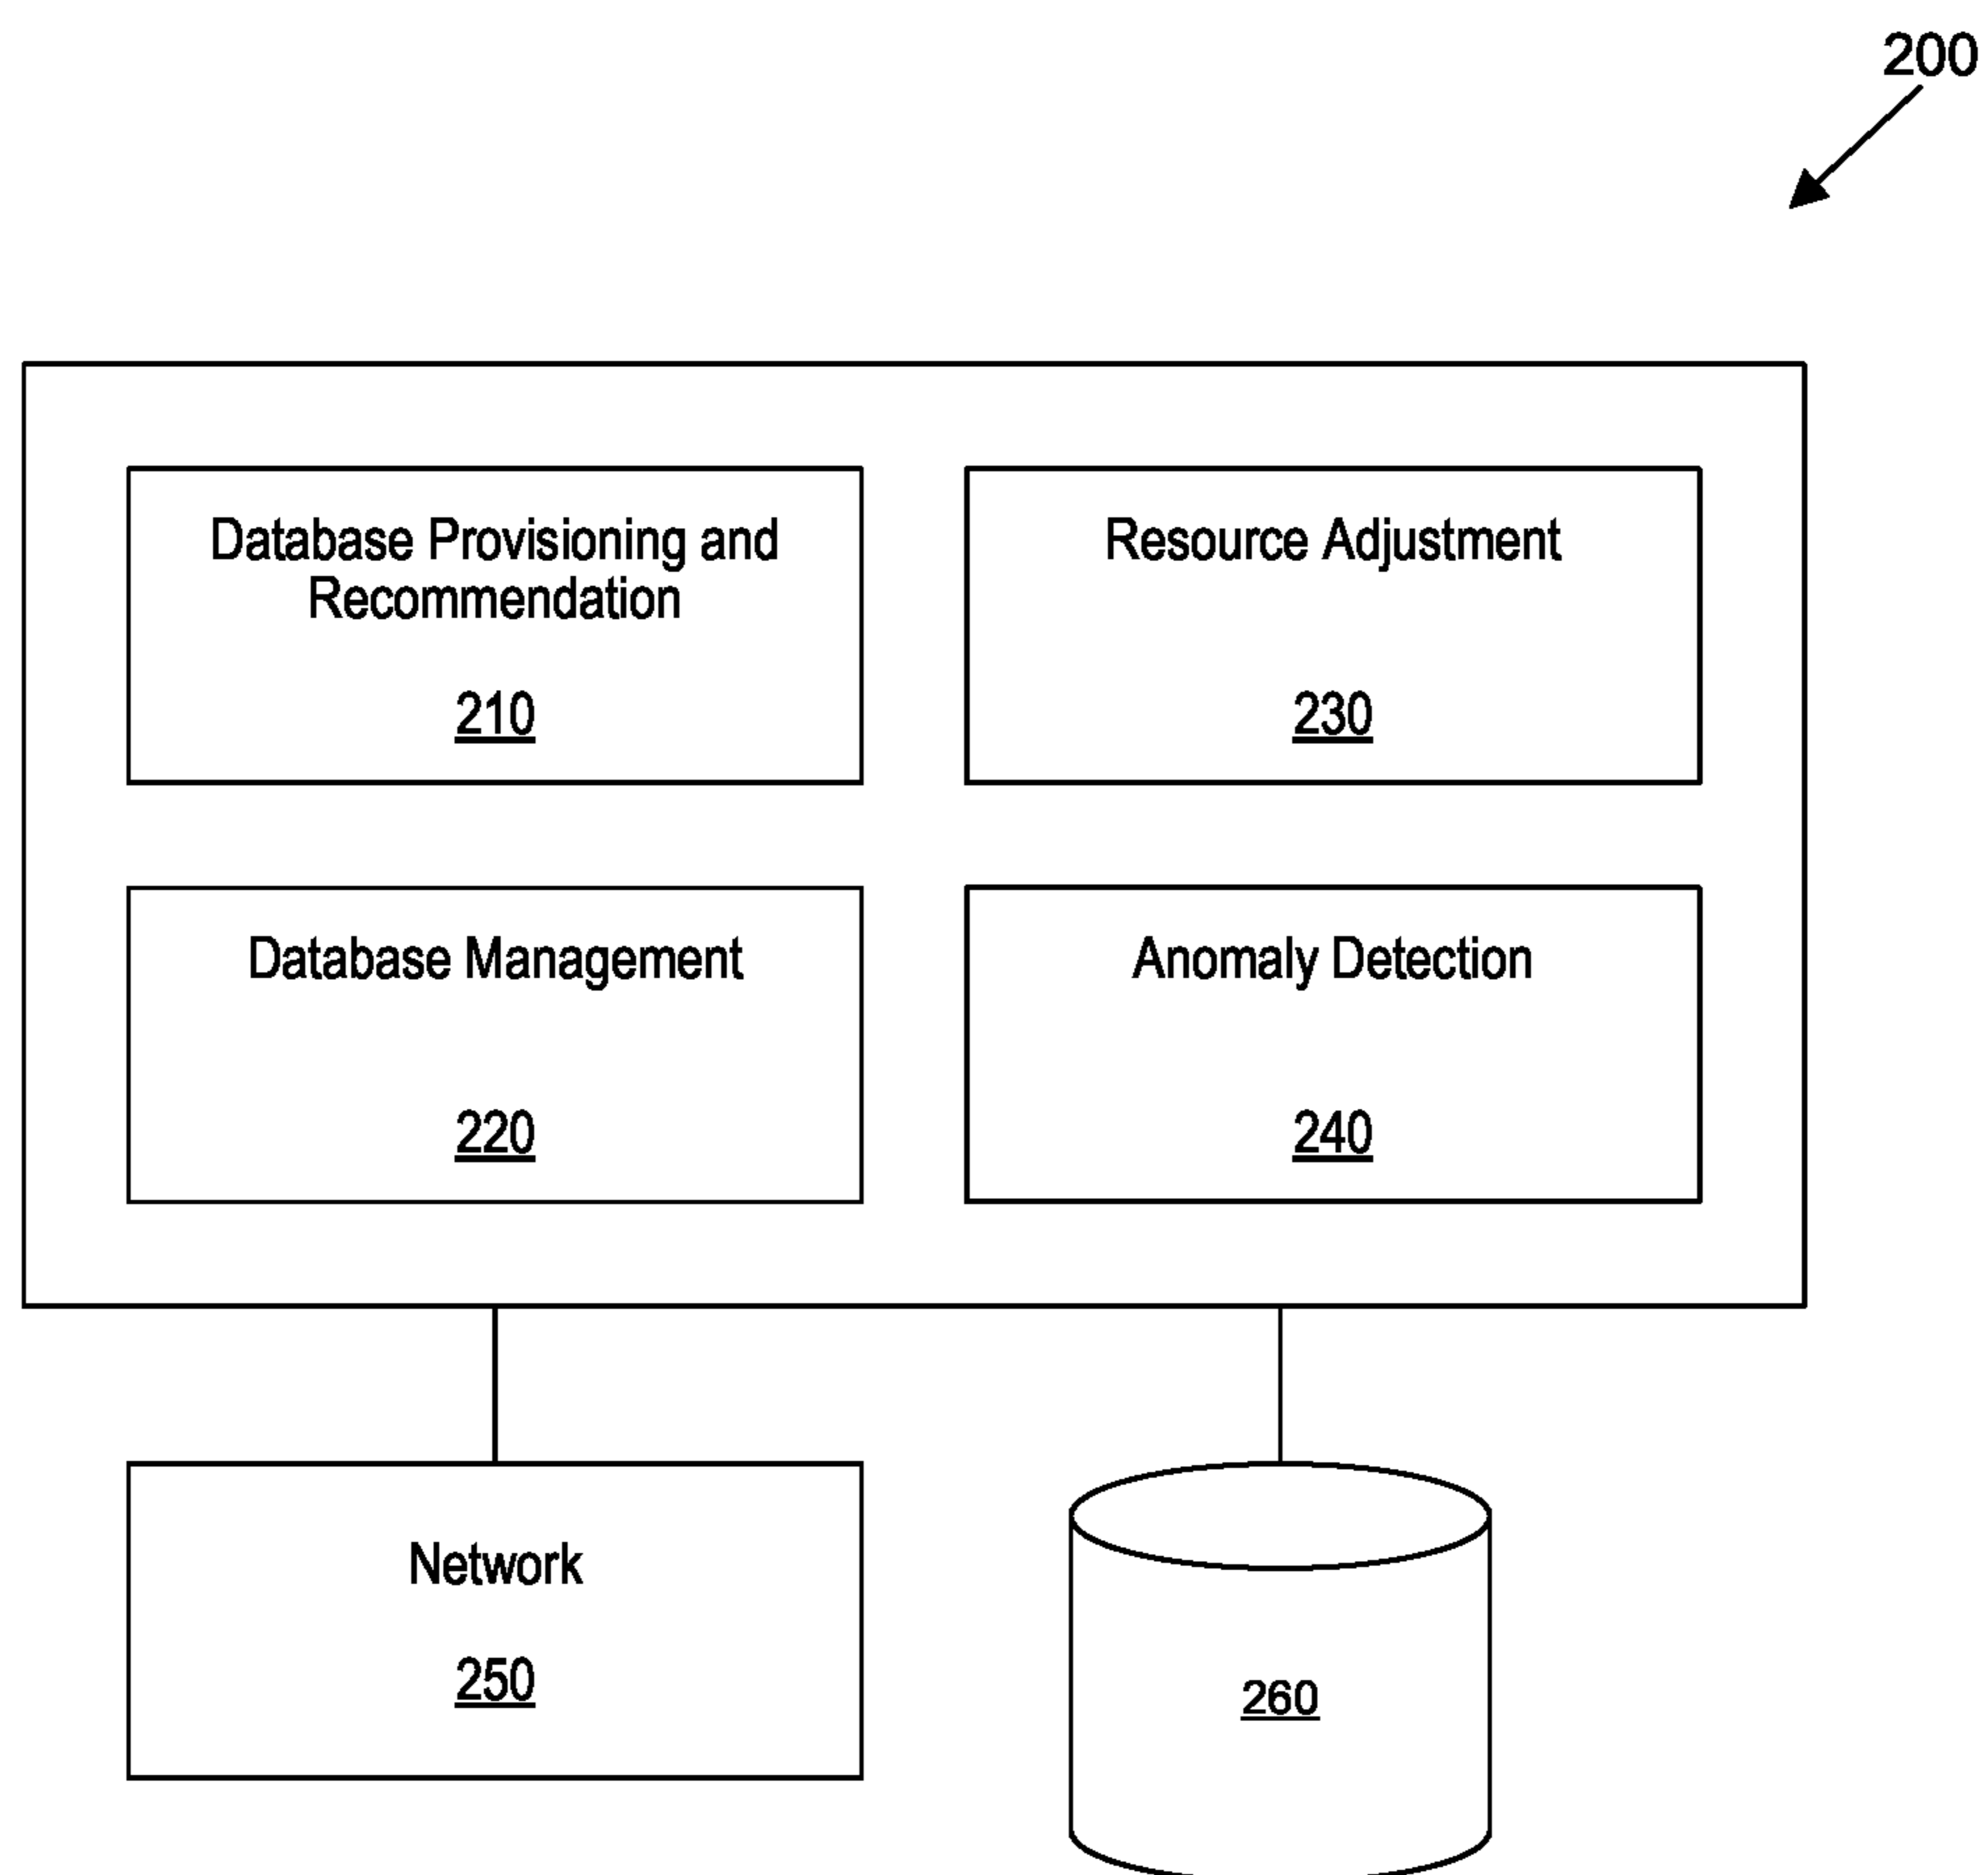 200
Database Provisioning and
Recommendation
210
Resource Adjustment
230
Database Management
220
Anomaly Detection
240
Network
250
260